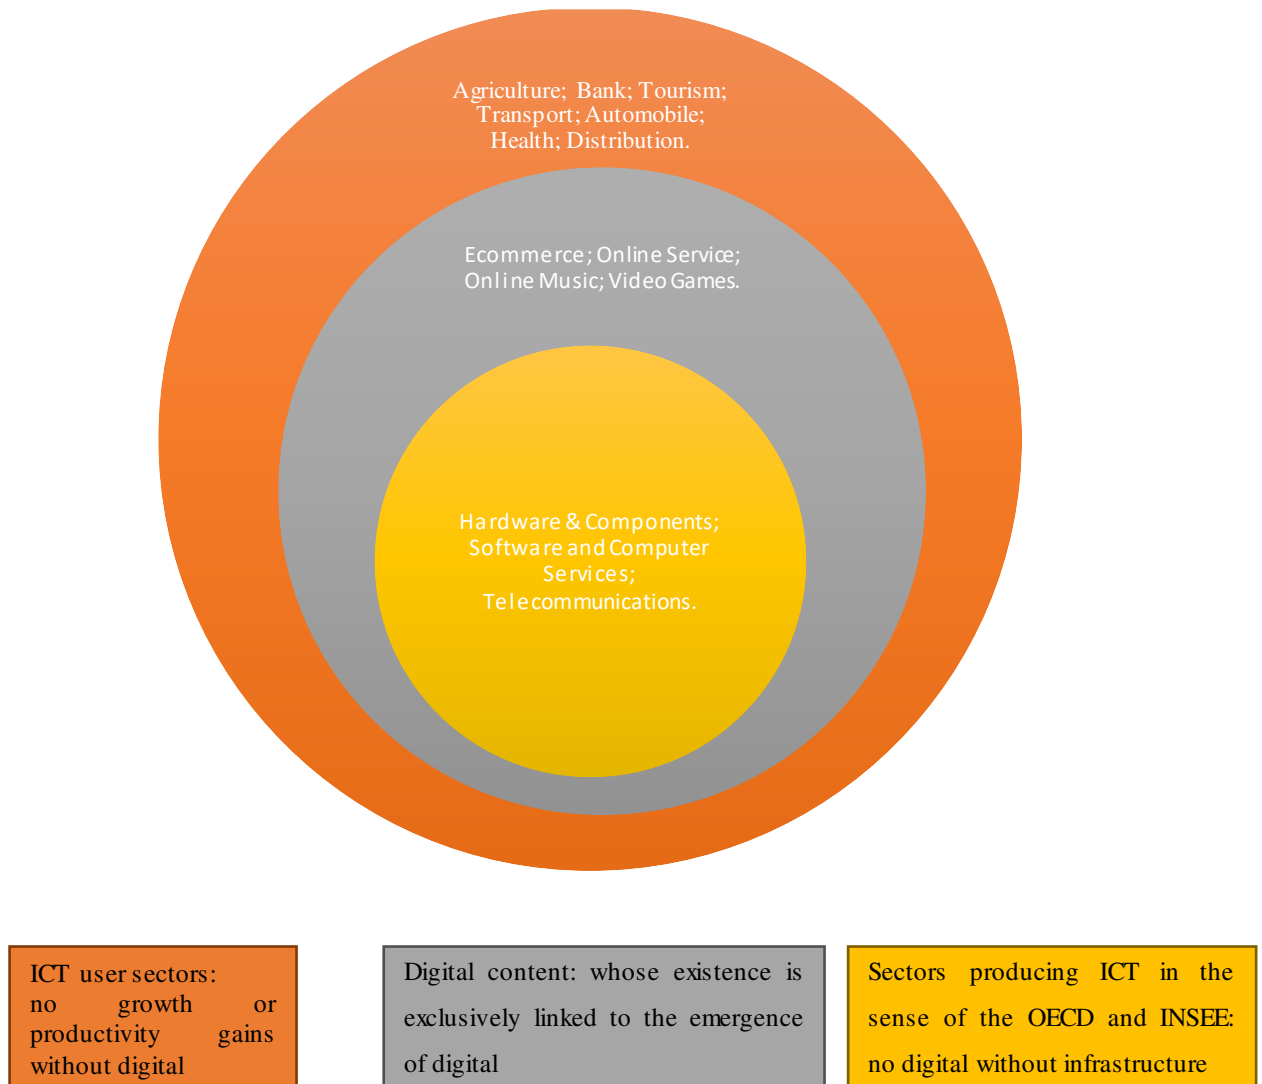 Agriculture; Bank; Tourism;
Transport; Automobile;
Health; Distribution.
Ecommerce; Online Service;
Online Music; Video Games.
Hardware & Components;
Software and Computer
Services;
Telecommunications.
ICT user sectors:
no growth or
productivity gains
without digital
Digital content: whose existence is
exclusively linked to the emergence
of digital
Sectors producing ICT in the
sense of the OECD and INSEE:
no digital without infrastructure